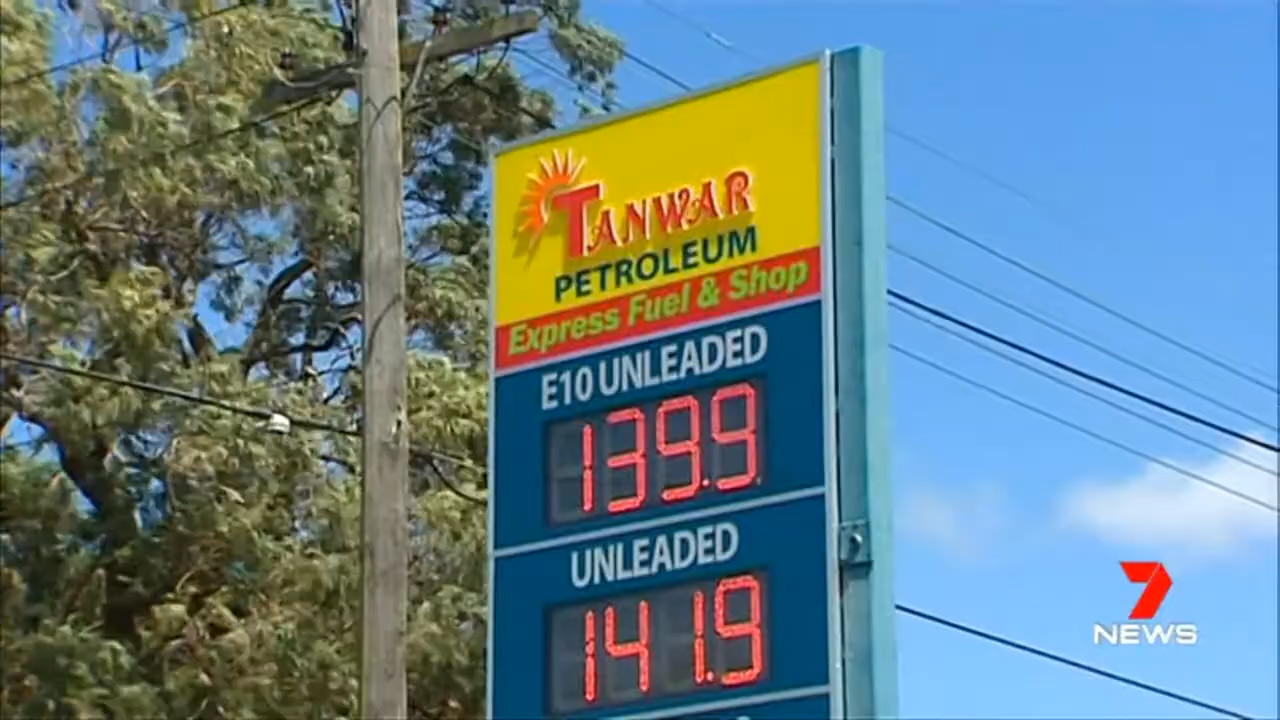 TANWAR
PETROLEUM
Express Fuel & Shop
E10 UNLEADED
139.9
UNLEADED
141.9
7
NEWS